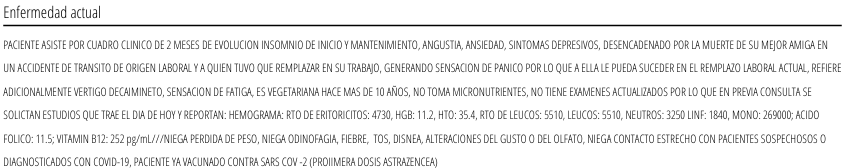 Enfermedad actual
PACIENTE ASISTE POR CUADRO CLINICO DE 2 MESES DE EVOLUCION INSOMNIO DE INICIO Y MANTENIMIENTO, ANGUSTIA, ANSIEDAD, SINTOMAS DEPRESIVOS, DESENCADENADO POR LA MUERTE DE SU MEJOR AMIGA EN
UN ACCIDENTE DE TRANSITO DE ORIGEN LABORAL Y A QUIEN TUVO QUE REMPLAZAR EN SU TRABAJO, GENERANDO SENSACION DE PANICO POR LO QUE A ELLA LE PUEDA SUCEDER EN EL REMPLAZO LABORAL ACTUAL, REFIERE
ADICIONALMENTE VERTIGO DECAIMINETO, SENSACION DE FATIGA, ES VEGETARIANA HACE MAS DE 10 AÑOS, NO TOMA MICRONUTRIENTES, NO TIENE EXAMENES ACTUALIZADOS POR LO QUE EN PREVIA CONSULTA SE
SOLICTAN ESTUDIOS QUE TRAE EL DIA DE HOY Y REPORTAN: HEMOGRAMA: RTO DE ERITORICITOS: 4730, HGB: 11.2, HTO: 35.4, RTO DE LEUCOS: 5510, LEUCOS: 5510, NEUTROS: 3250 LINF: 1840, MONO: 269000; ACIDO
FOLICO: 11.5; VITAMIN B12: 252 pg/mL///NIEGA PERDIDA DE PESO, NIEGA ODINOFAGIA, FIEBRE, TOS, DISNEA, ALTERACIONES DEL GUSTO O DEL OLFATO, NIEGA CONTACTO ESTRECHO CON PACIENTES SOSPECHOSOS O
DIAGNOSTICADOS CON COVID-19, PACIENTE YA VACUNADO CONTRA SARS COV -2 (PROIIMERA DOSIS ASTRAZENCEA)